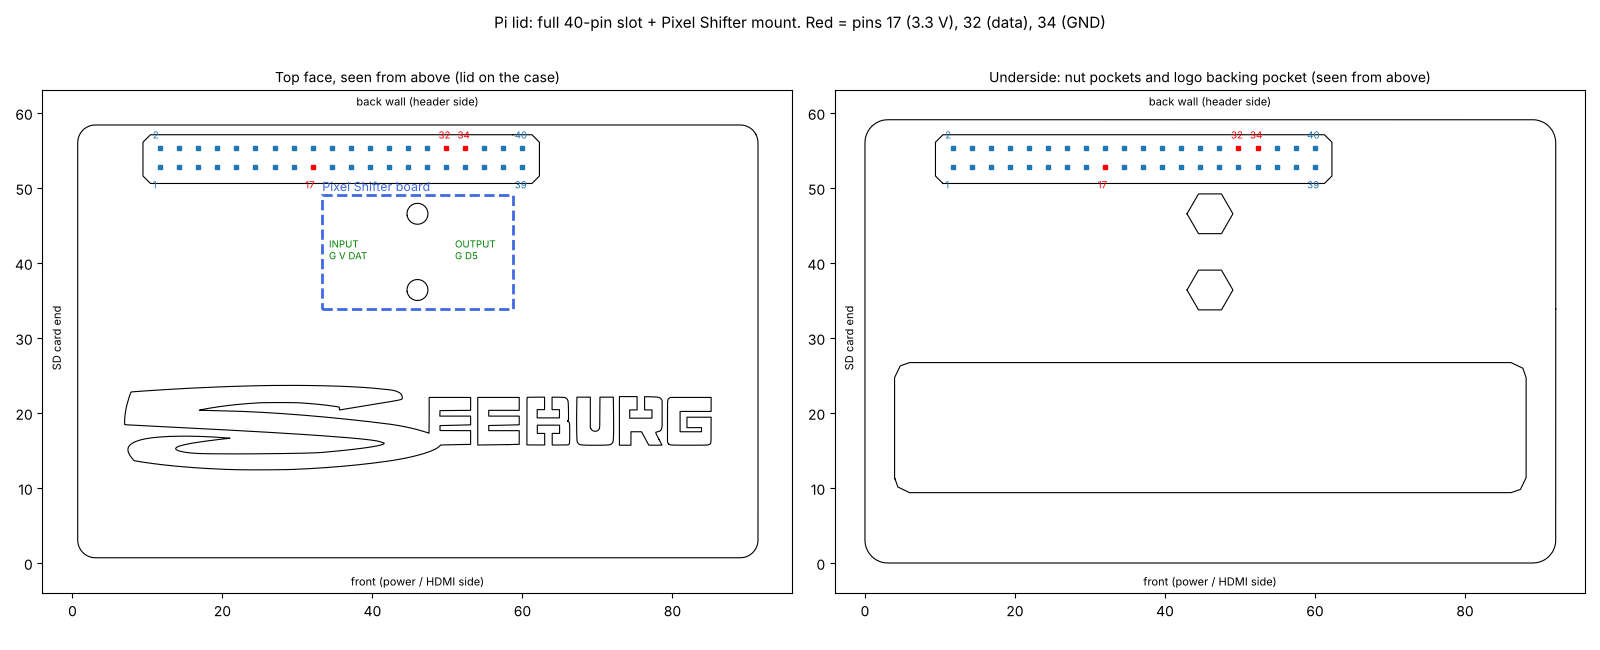 Pi lid: full 40-pin slot + Pixel Shifter mount. Red = pins 17 (3.3 V), 32 (data), 34 (GND)
Top face, seen from above (lid on the case)
back wall (header side)
2 32 34 40
1 17 39
Pixel Shifter board
INPUT
G V DAT
OUTPUT
G D5
SD card end
SEEBURG
front (power / HDMI side)
60
50
40
30
20
10
0
0 20 40 60 80
Underside: nut pockets and logo backing pocket (seen from above)
back wall (header side)
2 32 34 40
1 17 39
SD card end
front (power / HDMI side)
60
50
40
30
20
10
0
0 20 40 60 80